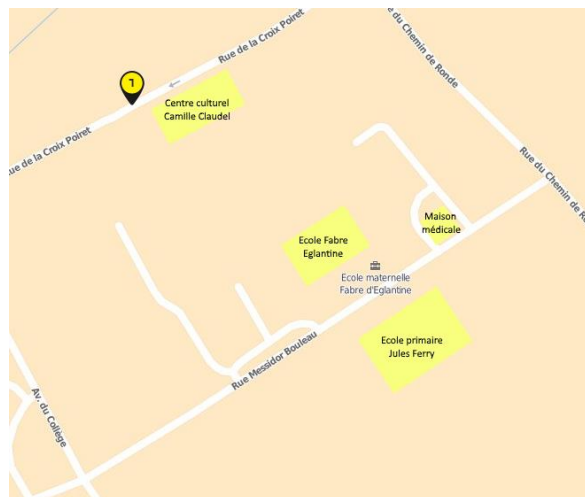 Rue de la Croix Poiret
Rue du Chemin de Ronde
1
Centre culturel
Camille Claudel
Rue de la Croix Poiret
Rue du Chemin de Ro
Maison
médicale
Ecole Fabre
Eglantine
Ecole maternelle
Fabre d'Eglantine
Ecole primaire
Jules Ferry
Rue Messidor Bouleau
Av. du Collège